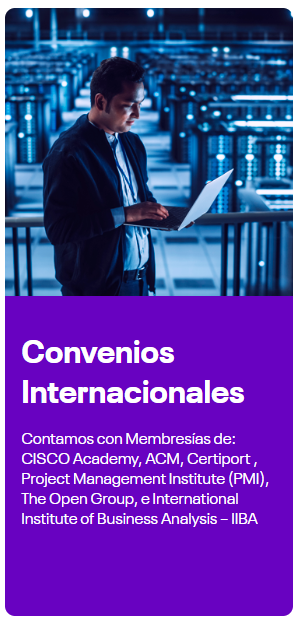 Convenios
Internacionales
Contamos con Membresías de:
CISCO Academy, ACM, Certiport ,
Project Management Institute (PMI),
The Open Group, e International
Institute of Business Analysis – IIBA